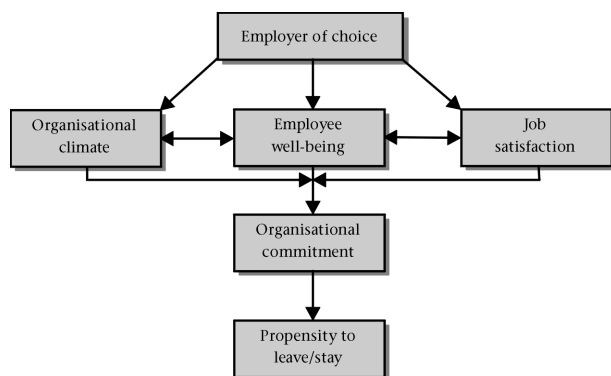 Employer of choice
Organisational
climate
Employee
well-being
Job
satisfaction
Organisational
commitment
Propensity to
leave/stay